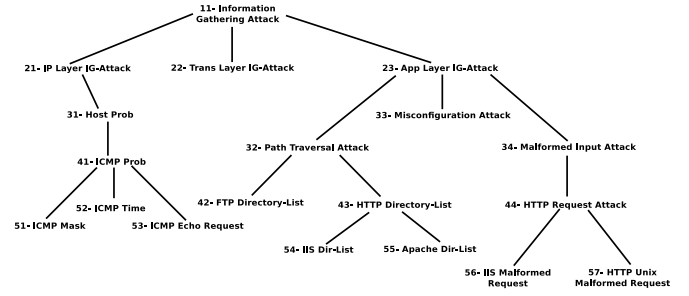 11- Information
Gathering Attack
21- IP Layer IG-Attack
22- Trans Layer IG-Attack
23- App Layer IG-Attack
31- Host Prob
33- Misconfiguration Attack
32- Path Traversal Attack
34- Malformed Input Attack
41- ICMP Prob
42- FTP Directory-List
43- HTTP Directory-List
44- HTTP Request Attack
52- ICMP Time
51- ICMP Mask
53- ICMP Echo Request
54- IIS Dir-List
55- Apache Dir-List
56- IIS Malformed
Request
57- HTTP Unix
Malformed Request